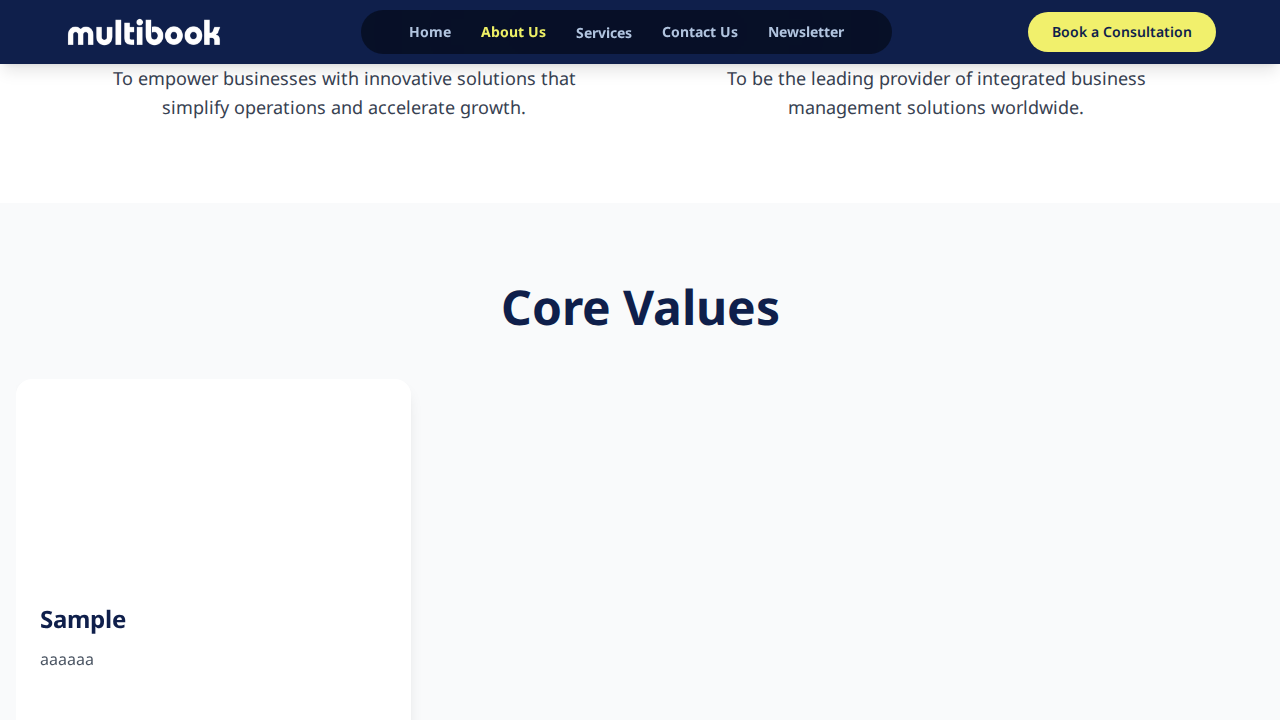 multibook
Home
About Us
Services
Contact Us
Newsletter
Book a Consultation
To empower businesses with innovative solutions that
simplify operations and accelerate growth.
To be the leading provider of integrated business
management solutions worldwide.
Core Values
Sample
aaaaaa